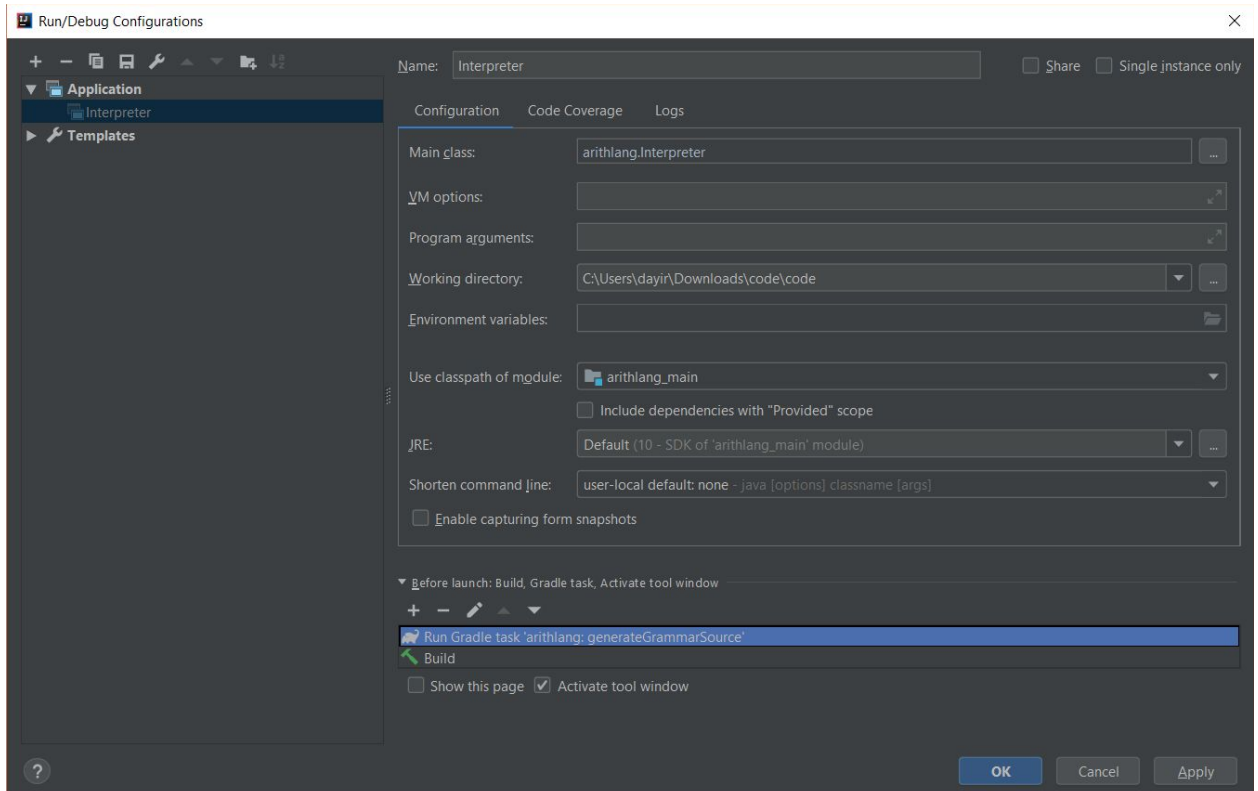 Run/Debug Configurations
Name: Interpreter Share Single instance only
Application
Interpreter
Templates
Configuration Code Coverage Logs
Main class: arithlang.Interpreter ...
VM options:
Program arguments:
Working directory: C:\Users\dayir\Downloads\code\code ...
Environment variables:
Use classpath of module: arithlang_main
Include dependencies with "Provided" scope
JRE: Default (10 - SDK of 'arithlang_main' module) ...
Shorten command line: user-local default: none - java [options] classname [args]
Enable capturing form snapshots
Before launch: Build, Gradle task, Activate tool window
Run Gradle task 'arithlang: generateGrammarSource'
Build
Show this page Activate tool window
? OK Cancel Apply